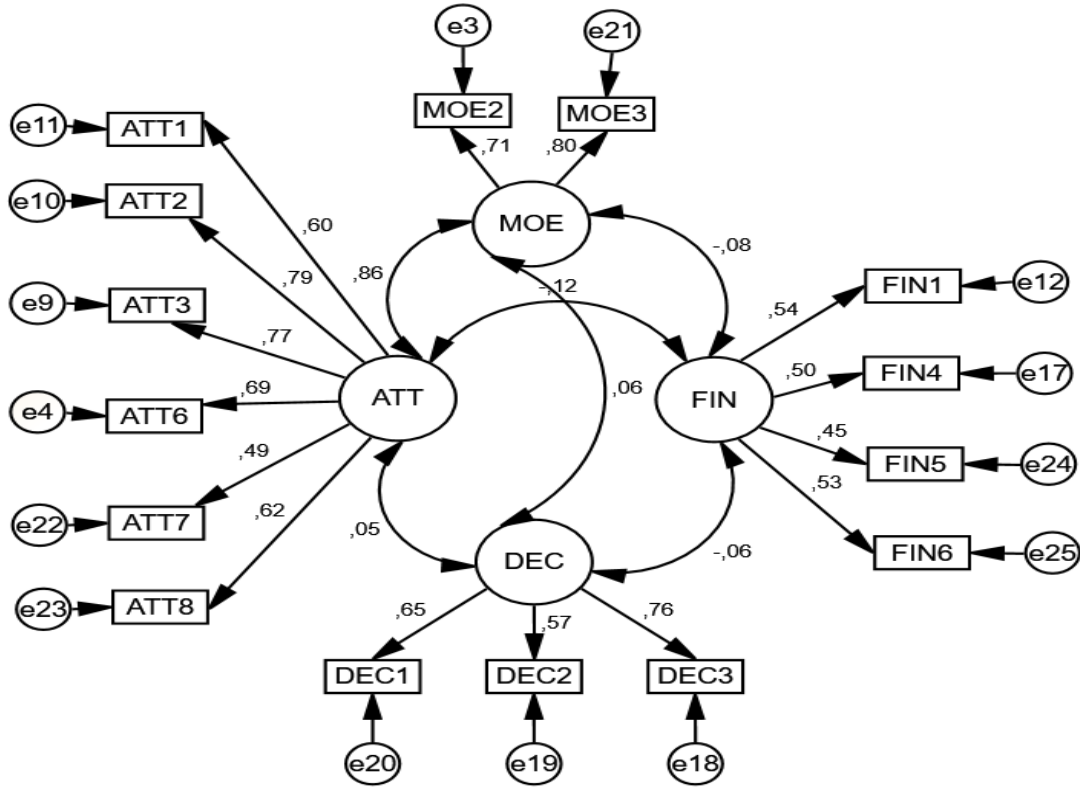 e3
e21
MOE2
MOE3
e11
ATT1
,71
,80
e10
ATT2
MOE
,60
-,08
,86
,79
-,12
e9
ATT3
FIN1
e12
,54
,77
,50
FIN4
e17
,69
ATT
,06
FIN
e4
ATT6
,45
,49
FIN5
e24
,53
,62
e22
ATT7
,05
-,06
FIN6
e25
DEC
e23
ATT8
,65
,57
,76
DEC1
DEC2
DEC3
e20
e19
e18